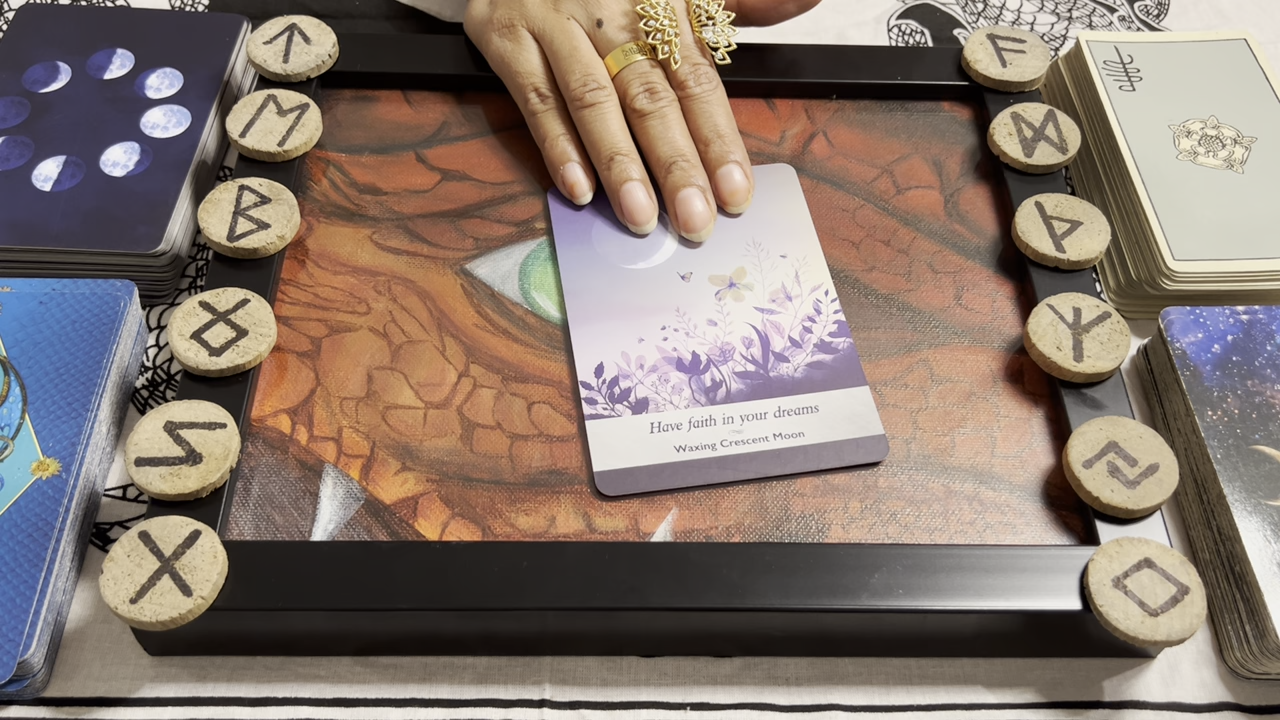 ᛏ
ᛖ
ᛒ
ᛟ
ᛊ
ᚷ
ᚨ
ᛞ
ᚦ
ᛉ
ᛃ
ᛜ
Have faith in your dreams
Waxing Crescent Moon